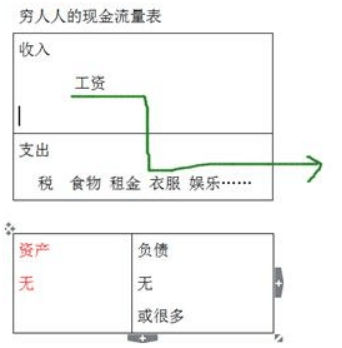 穷人人的现金流量表
收入
工资
支出
税 食物 租金 衣服 娱乐……
资产
无
负债
无
或很多